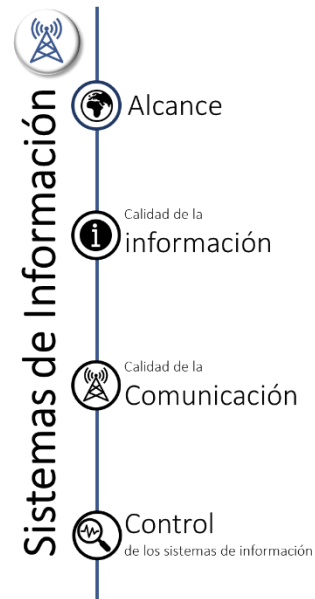 Sistemas de Información
Alcance
Calidad de la
información
Calidad de la
Comunicación
Control
de los sistemas de información